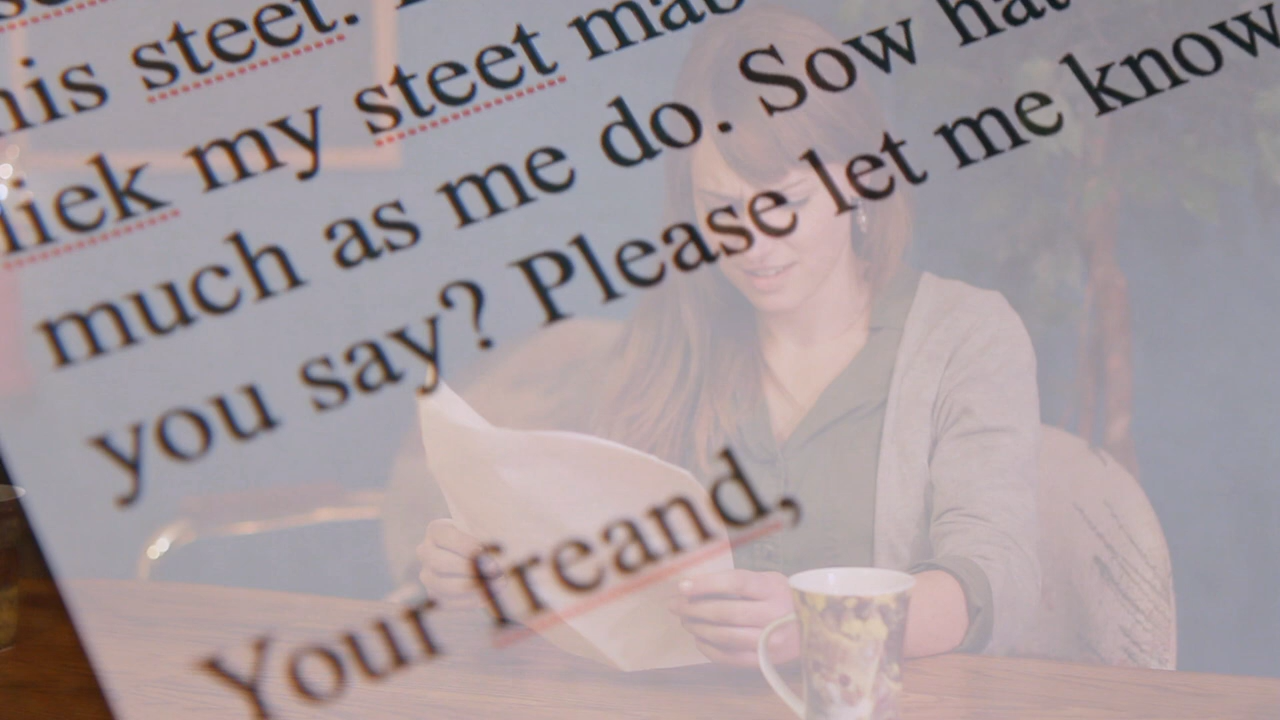 his steet.
liek my steet
much as me do. Sow hat
you say? Please let me know
Your freand,